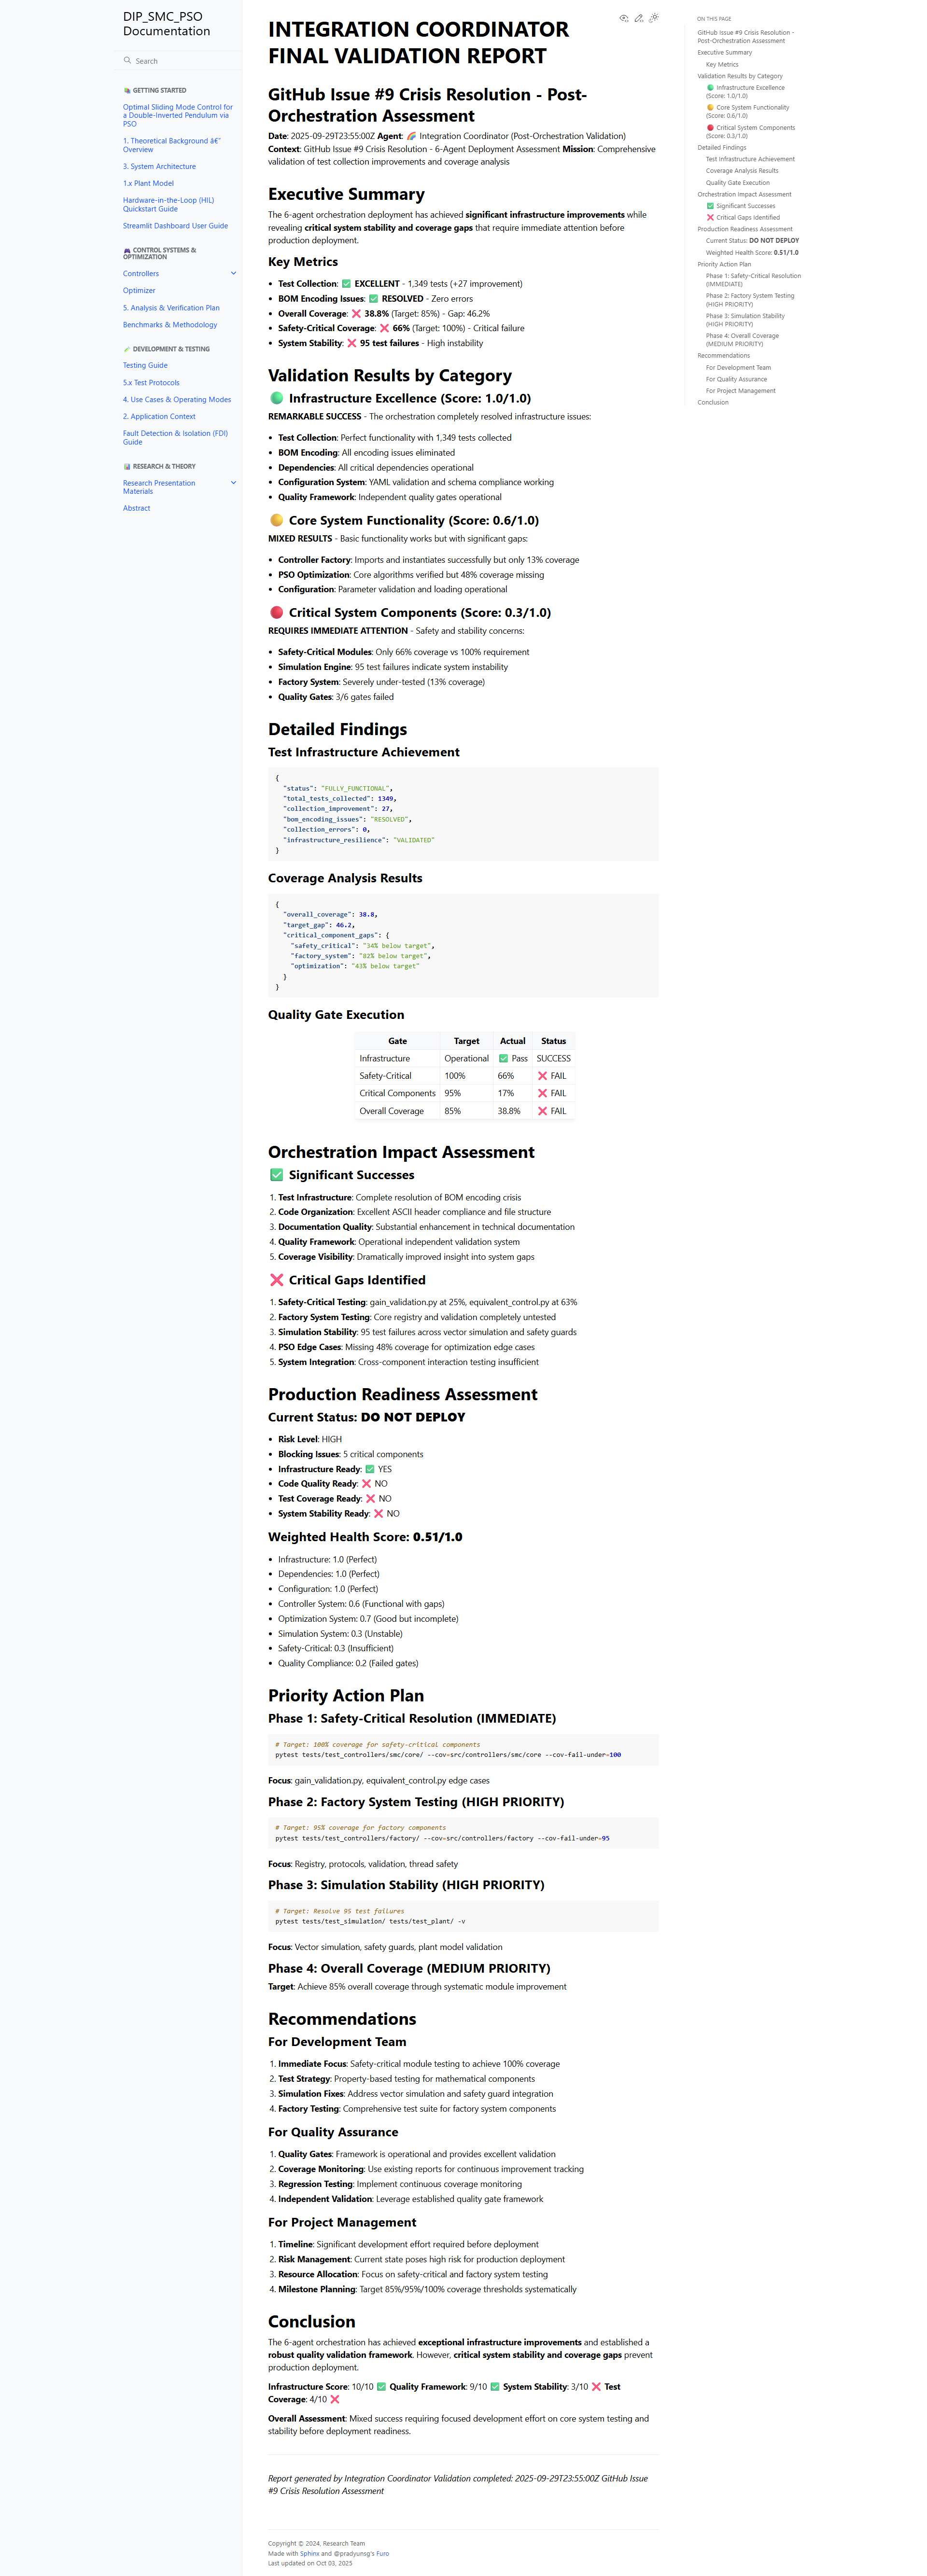 DIP_SMC_PSO
Documentation
Search
📚 GETTING STARTED
Optimal Sliding Mode Control for
a Double-Inverted Pendulum via
PSO
1. Theoretical Background â€“
Overview
3. System Architecture
1.x Plant Model
Hardware-in-the-Loop (HIL)
Quickstart Guide
Streamlit Dashboard User Guide
🎮 CONTROL SYSTEMS &
OPTIMIZATION
Controllers
Optimizer
5. Analysis & Verification Plan
Benchmarks & Methodology
🧪 DEVELOPMENT & TESTING
Testing Guide
5.x Test Protocols
4. Use Cases & Operating Modes
2. Application Context
Fault Detection & Isolation (FDI)
Guide
📊 RESEARCH & THEORY
Research Presentation
Materials
Abstract
INTEGRATION COORDINATOR
FINAL VALIDATION REPORT
GitHub Issue #9 Crisis Resolution - Post-
Orchestration Assessment
Date: 2025-09-29T23:55:00Z Agent: 🌈 Integration Coordinator (Post-Orchestration Validation)
Context: GitHub Issue #9 Crisis Resolution - 6-Agent Deployment Assessment Mission: Comprehensive
validation of test collection improvements and coverage analysis
Executive Summary
The 6-agent orchestration deployment has achieved significant infrastructure improvements while
revealing critical system stability and coverage gaps that require immediate attention before
production deployment.
Key Metrics
• Test Collection: ✅ EXCELLENT - 1,349 tests (+27 improvement)
• BOM Encoding Issues: ✅ RESOLVED - Zero errors
• Overall Coverage: ❌ 38.8% (Target: 85%) - Gap: 46.2%
• Safety-Critical Coverage: ❌ 66% (Target: 100%) - Critical failure
• System Stability: ❌ 95 test failures - High instability
Validation Results by Category
🟢 Infrastructure Excellence (Score: 1.0/1.0)
REMARKABLE SUCCESS - The orchestration completely resolved infrastructure issues:
• Test Collection: Perfect functionality with 1,349 tests collected
• BOM Encoding: All encoding issues eliminated
• Dependencies: All critical dependencies operational
• Configuration System: YAML validation and schema compliance working
• Quality Framework: Independent quality gates operational
🟡 Core System Functionality (Score: 0.6/1.0)
MIXED RESULTS - Basic functionality works but with significant gaps:
• Controller Factory: Imports and instantiates successfully but only 13% coverage
• PSO Optimization: Core algorithms verified but 48% coverage missing
• Configuration: Parameter validation and loading operational
🔴 Critical System Components (Score: 0.3/1.0)
REQUIRES IMMEDIATE ATTENTION - Safety and stability concerns:
• Safety-Critical Modules: Only 66% coverage vs 100% requirement
• Simulation Engine: 95 test failures indicate system instability
• Factory System: Severely under-tested (13% coverage)
• Quality Gates: 3/6 gates failed
Detailed Findings
Test Infrastructure Achievement
{
"status": "FULLY_FUNCTIONAL",
"total_tests_collected": 1349,
"collection_improvement": 27,
"bom_encoding_issues": "RESOLVED",
"collection_errors": 0,
"infrastructure_resilience": "VALIDATED"
}
Coverage Analysis Results
{
"overall_coverage": 38.8,
"target_gap": 46.2,
"critical_component_gaps": {
"safety_critical": "34% below target",
"factory_system": "82% below target",
"optimization": "43% below target"
}
}
Quality Gate Execution
Gate Target Actual Status
Infrastructure Operational ✅ Pass SUCCESS
Safety-Critical 100% 66% ❌ FAIL
Critical Components 95% 17% ❌ FAIL
Overall Coverage 85% 38.8% ❌ FAIL
Orchestration Impact Assessment
✅ Significant Successes
1. Test Infrastructure: Complete resolution of BOM encoding crisis
2. Code Organization: Excellent ASCII header compliance and file structure
3. Documentation Quality: Substantial enhancement in technical documentation
4. Quality Framework: Operational independent validation system
5. Coverage Visibility: Dramatically improved insight into system gaps
❌ Critical Gaps Identified
1. Safety-Critical Testing: gain_validation.py at 25%, equivalent_control.py at 63%
2. Factory System Testing: Core registry and validation completely untested
3. Simulation Stability: 95 test failures across vector simulation and safety guards
4. PSO Edge Cases: Missing 48% coverage for optimization edge cases
5. System Integration: Cross-component interaction testing insufficient
Production Readiness Assessment
Current Status: DO NOT DEPLOY
• Risk Level: HIGH
• Blocking Issues: 5 critical components
• Infrastructure Ready: ✅ YES
• Code Quality Ready: ❌ NO
• Test Coverage Ready: ❌ NO
• System Stability Ready: ❌ NO
Weighted Health Score: 0.51/1.0
• Infrastructure: 1.0 (Perfect)
• Dependencies: 1.0 (Perfect)
• Configuration: 1.0 (Perfect)
• Controller System: 0.6 (Functional with gaps)
• Optimization System: 0.7 (Good but incomplete)
• Simulation System: 0.3 (Unstable)
• Safety-Critical: 0.3 (Insufficient)
• Quality Compliance: 0.2 (Failed gates)
Priority Action Plan
Phase 1: Safety-Critical Resolution (IMMEDIATE)
# Target: 100% coverage for safety-critical components
pytest tests/test_controllers/smc/core/ --cov=src/controllers/smc/core --cov-fail-under=100
Focus: gain_validation.py, equivalent_control.py edge cases
Phase 2: Factory System Testing (HIGH PRIORITY)
# Target: 95% coverage for factory components
pytest tests/test_controllers/factory/ --cov=src/controllers/factory --cov-fail-under=95
Focus: Registry, protocols, validation, thread safety
Phase 3: Simulation Stability (HIGH PRIORITY)
# Target: Resolve 95 test failures
pytest tests/test_simulation/ tests/test_plant/ -v
Focus: Vector simulation, safety guards, plant model validation
Phase 4: Overall Coverage (MEDIUM PRIORITY)
Target: Achieve 85% overall coverage through systematic module improvement
Recommendations
For Development Team
1. Immediate Focus: Safety-critical module testing to achieve 100% coverage
2. Test Strategy: Property-based testing for mathematical components
3. Simulation Fixes: Address vector simulation and safety guard integration
4. Factory Testing: Comprehensive test suite for factory system components
For Quality Assurance
1. Quality Gates: Framework is operational and provides excellent validation
2. Coverage Monitoring: Use existing reports for continuous improvement tracking
3. Regression Testing: Implement continuous coverage monitoring
4. Independent Validation: Leverage established quality gate framework
For Project Management
1. Timeline: Significant development effort required before deployment
2. Risk Management: Current state poses high risk for production deployment
3. Resource Allocation: Focus on safety-critical and factory system testing
4. Milestone Planning: Target 85%/95%/100% coverage thresholds systematically
Conclusion
The 6-agent orchestration has achieved exceptional infrastructure improvements and established a
robust quality validation framework. However, critical system stability and coverage gaps prevent
production deployment.
Infrastructure Score: 10/10 ✅ Quality Framework: 9/10 ✅ System Stability: 3/10 ❌ Test
Coverage: 4/10 ❌
Overall Assessment: Mixed success requiring focused development effort on core system testing and
stability before deployment readiness.
Report generated by Integration Coordinator Validation completed: 2025-09-29T23:55:00Z GitHub Issue
#9 Crisis Resolution Assessment
Copyright © 2024, Research Team
Made with Sphinx and @pradyunsg's Furo
Last updated on Oct 03, 2025
ON THIS PAGE
GitHub Issue #9 Crisis Resolution -
Post-Orchestration Assessment
Executive Summary
Key Metrics
Validation Results by Category
🟢 Infrastructure Excellence
(Score: 1.0/1.0)
🟡 Core System Functionality
(Score: 0.6/1.0)
🔴 Critical System Components
(Score: 0.3/1.0)
Detailed Findings
Test Infrastructure Achievement
Coverage Analysis Results
Quality Gate Execution
Orchestration Impact Assessment
✅ Significant Successes
❌ Critical Gaps Identified
Production Readiness Assessment
Current Status: DO NOT DEPLOY
Weighted Health Score: 0.51/1.0
Priority Action Plan
Phase 1: Safety-Critical Resolution
(IMMEDIATE)
Phase 2: Factory System Testing
(HIGH PRIORITY)
Phase 3: Simulation Stability
(HIGH PRIORITY)
Phase 4: Overall Coverage
(MEDIUM PRIORITY)
Recommendations
For Development Team
For Quality Assurance
For Project Management
Conclusion